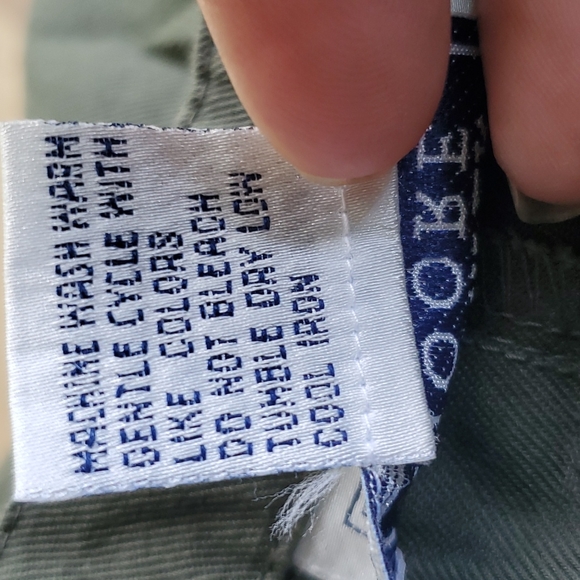 MACHINE WASH WARM
GENTLE CYCLE WITH
LIKE COLORS
DO NOT BLEACH
TUMBLE DRY LOW
COOL IRON